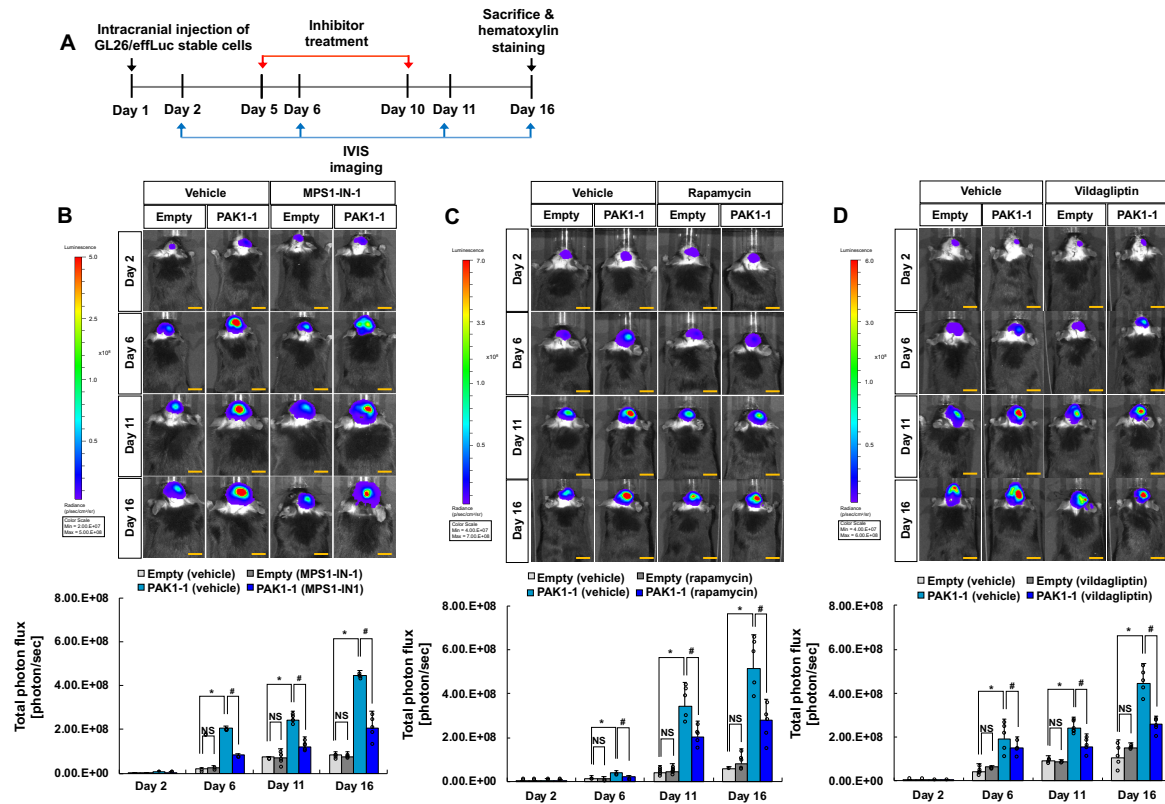 A
Intracranial injection of
GL26/effLuc stable cells
Inhibitor
treatment
Sacrifice &
hematoxylin
staining
Day 1
Day 2
Day 5
Day 6
Day 10
Day 11
Day 16
IVIS
imaging
B
Vehicle
MPS1-IN-1
Empty
PAK1-1
Empty
PAK1-1
Luminescence
5.0
2.5
1.0
0.5
x10⁸
Radiance
(p/sec/cm²/sr)
Color Scale
Min = 2.00.E+07
Max = 5.00.E+08
Day 2
Day 6
Day 11
Day 16
Empty (vehicle)
Empty (MPS1-IN-1)
PAK1-1 (vehicle)
PAK1-1 (MPS1-IN1)
Total photon flux
[photon/sec]
8.00.E+08
6.00.E+08
4.00.E+08
2.00.E+08
0.00.E+00
* #
NS
* #
NS
* #
NS
Day 2
Day 6
Day 11
Day 16
C
Vehicle
Rapamycin
Empty
PAK1-1
Empty
PAK1-1
Luminescence
7.0
3.5
1.0
0.5
x10⁸
Radiance
(p/sec/cm²/sr)
Color Scale
Min = 4.00.E+07
Max = 7.00.E+08
Day 2
Day 6
Day 11
Day 16
Empty (vehicle)
Empty (rapamycin)
PAK1-1 (vehicle)
PAK1-1 (rapamycin)
Total photon flux
[photon/sec]
8.00.E+08
6.00.E+08
4.00.E+08
2.00.E+08
0.00.E+00
* #
NS
* #
NS
* #
NS
Day 2
Day 6
Day 11
Day 16
D
Vehicle
Vildagliptin
Empty
PAK1-1
Empty
PAK1-1
Luminescence
6.0
3.0
1.0
0.5
x10⁸
Radiance
(p/sec/cm²/sr)
Color Scale
Min = 4.00.E+07
Max = 6.00.E+08
Day 2
Day 6
Day 11
Day 16
Empty (vehicle)
Empty (vildagliptin)
PAK1-1 (vehicle)
PAK1-1 (vildagliptin)
Total photon flux
[photon/sec]
8.00.E+08
6.00.E+08
4.00.E+08
2.00.E+08
0.00.E+00
* #
NS
* #
NS
* #
NS
Day 2
Day 6
Day 11
Day 16